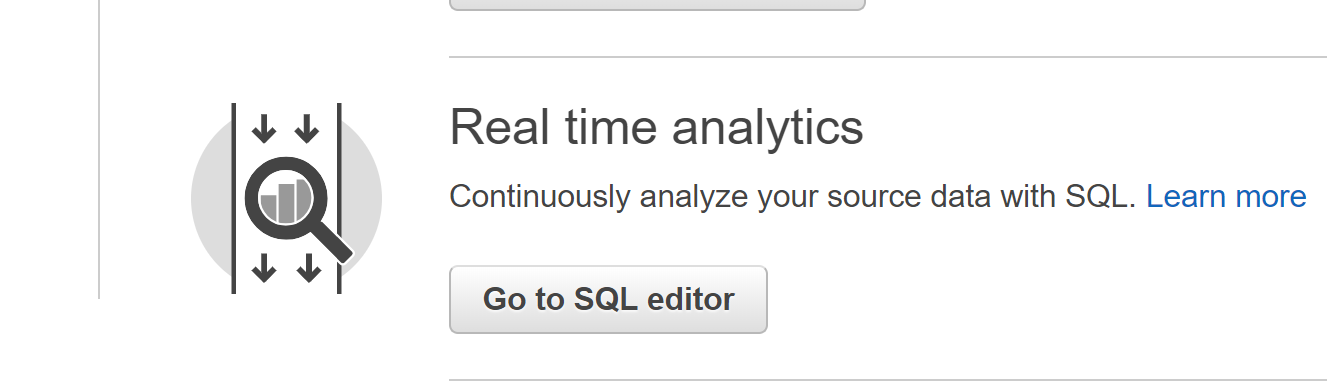 Real time analytics
Continuously analyze your source data with SQL. Learn more
Go to SQL editor